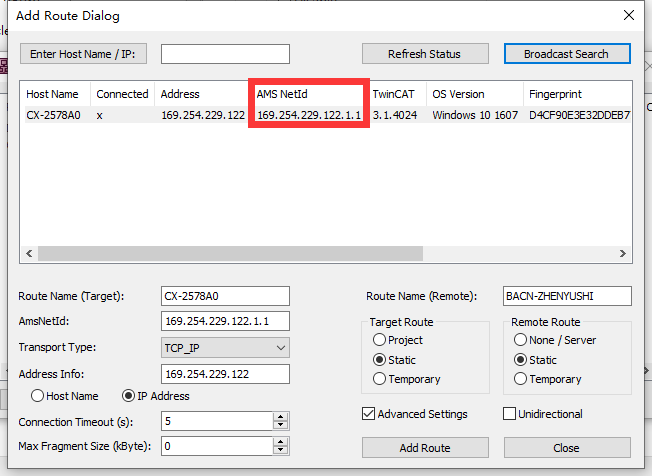 Add Route Dialog
Enter Host Name / IP:
Refresh Status
Broadcast Search
Host Name Connected Address AMS NetId TwinCAT OS Version Fingerprint
CX-2578A0 x 169.254.229.122 169.254.229.122.1.1 3.1.4024 Windows 10 1607 D4CF90E3E32DDEB7
Route Name (Target): CX-2578A0 Route Name (Remote): BACN-ZHENYUSHI
AmsNetId: 169.254.229.122.1.1 Target Route Remote Route
Project None / Server
Transport Type: TCP_IP Static Static
Address Info: 169.254.229.122 Temporary Temporary
Host Name IP Address
Advanced Settings Unidirectional
Connection Timeout (s): 5
Max Fragment Size (kByte): 0 Add Route Close